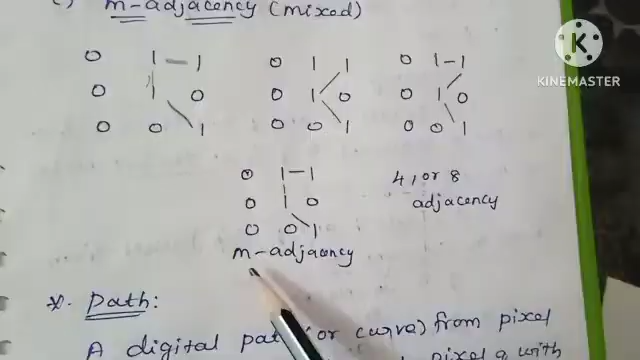 c) m-adjacency (mixed)
K
KINEMASTER
0 1 — 1
0 1 0
0 0 1
0 1 1
0 1 0
0 0 1
0 1 — 1
0 1 0
0 0 1
0 1 — 1
0 1 0
0 0 1
4, or 8
adjacency
m-adjacency
*. Path:
A digital path (or curve) from pixel
q with